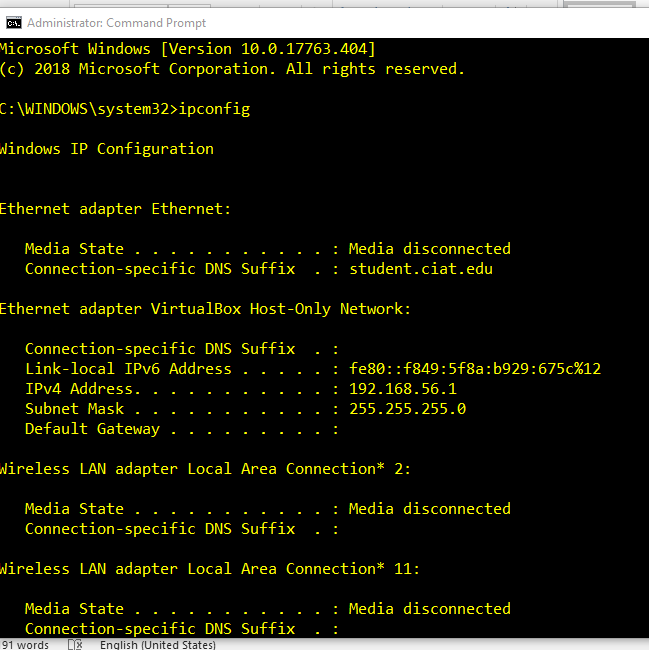 Administrator: Command Prompt
Microsoft Windows [Version 10.0.17763.404]
(c) 2018 Microsoft Corporation. All rights reserved.
C:\WINDOWS\system32>ipconfig
Windows IP Configuration
Ethernet adapter Ethernet:
Media State . . . . . . . . . . . : Media disconnected
Connection-specific DNS Suffix  . : student.ciat.edu
Ethernet adapter VirtualBox Host-Only Network:
Connection-specific DNS Suffix  . :
Link-local IPv6 Address . . . . . : fe80::f849:5f8a:b929:675c%12
IPv4 Address. . . . . . . . . . . : 192.168.56.1
Subnet Mask . . . . . . . . . . . : 255.255.255.0
Default Gateway . . . . . . . . . :
Wireless LAN adapter Local Area Connection* 2:
Media State . . . . . . . . . . . : Media disconnected
Connection-specific DNS Suffix  . :
Wireless LAN adapter Local Area Connection* 11:
Media State . . . . . . . . . . . : Media disconnected
Connection-specific DNS Suffix  . :
91 words English (United States)